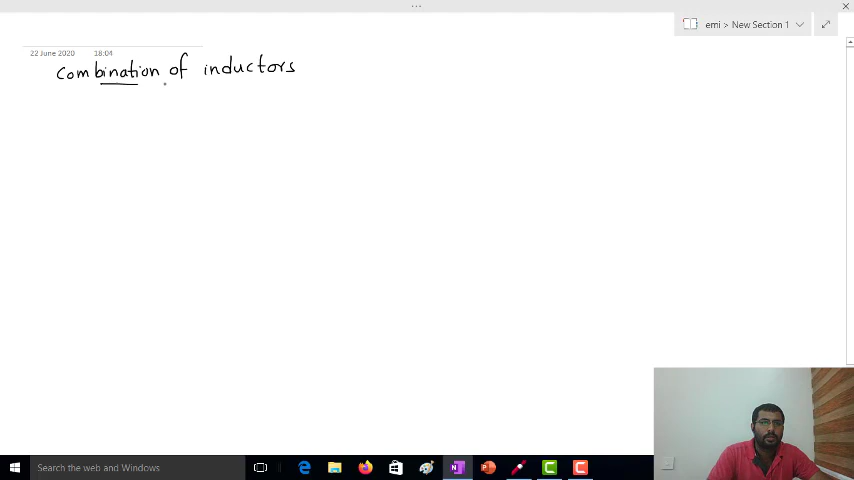 emi > New Section 1
22 June 2020 18:04
combination of inductors
Search the web and Windows